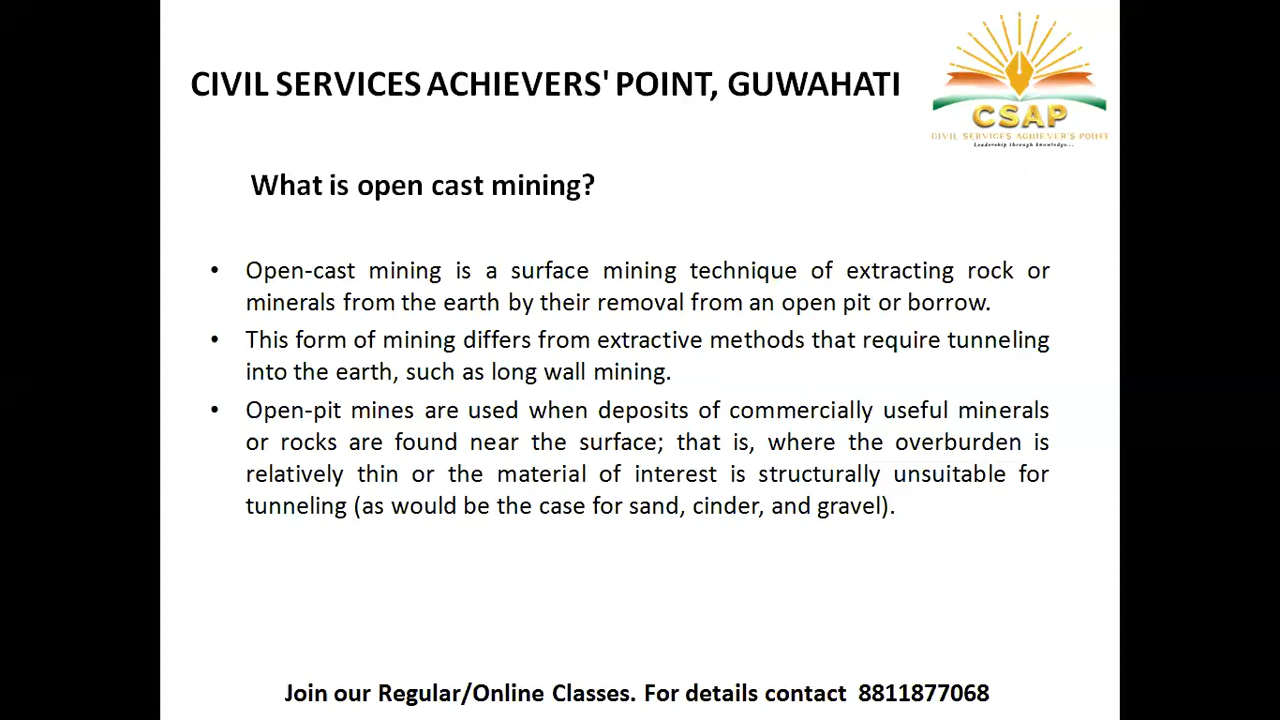 CIVIL SERVICES ACHIEVERS' POINT, GUWAHATI
CSAP
CIVIL SERVICES ACHIEVER'S POINT
Leadership through knowledge...
What is open cast mining?
• Open-cast mining is a surface mining technique of extracting rock or
minerals from the earth by their removal from an open pit or borrow.
• This form of mining differs from extractive methods that require tunneling
into the earth, such as long wall mining.
• Open-pit mines are used when deposits of commercially useful minerals
or rocks are found near the surface; that is, where the overburden is
relatively thin or the material of interest is structurally unsuitable for
tunneling (as would be the case for sand, cinder, and gravel).
Join our Regular/Online Classes. For details contact 8811877068